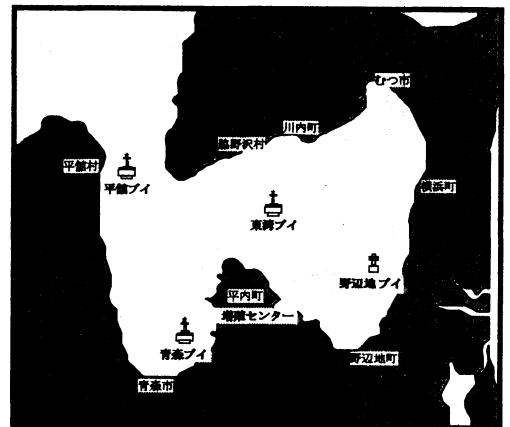 むつ市
川内町
脇野沢村
平舘村
平舘ブイ
横浜町
東湾ブイ
野辺地ブイ
平内町
増殖センター
青森ブイ
野辺地町
青森市